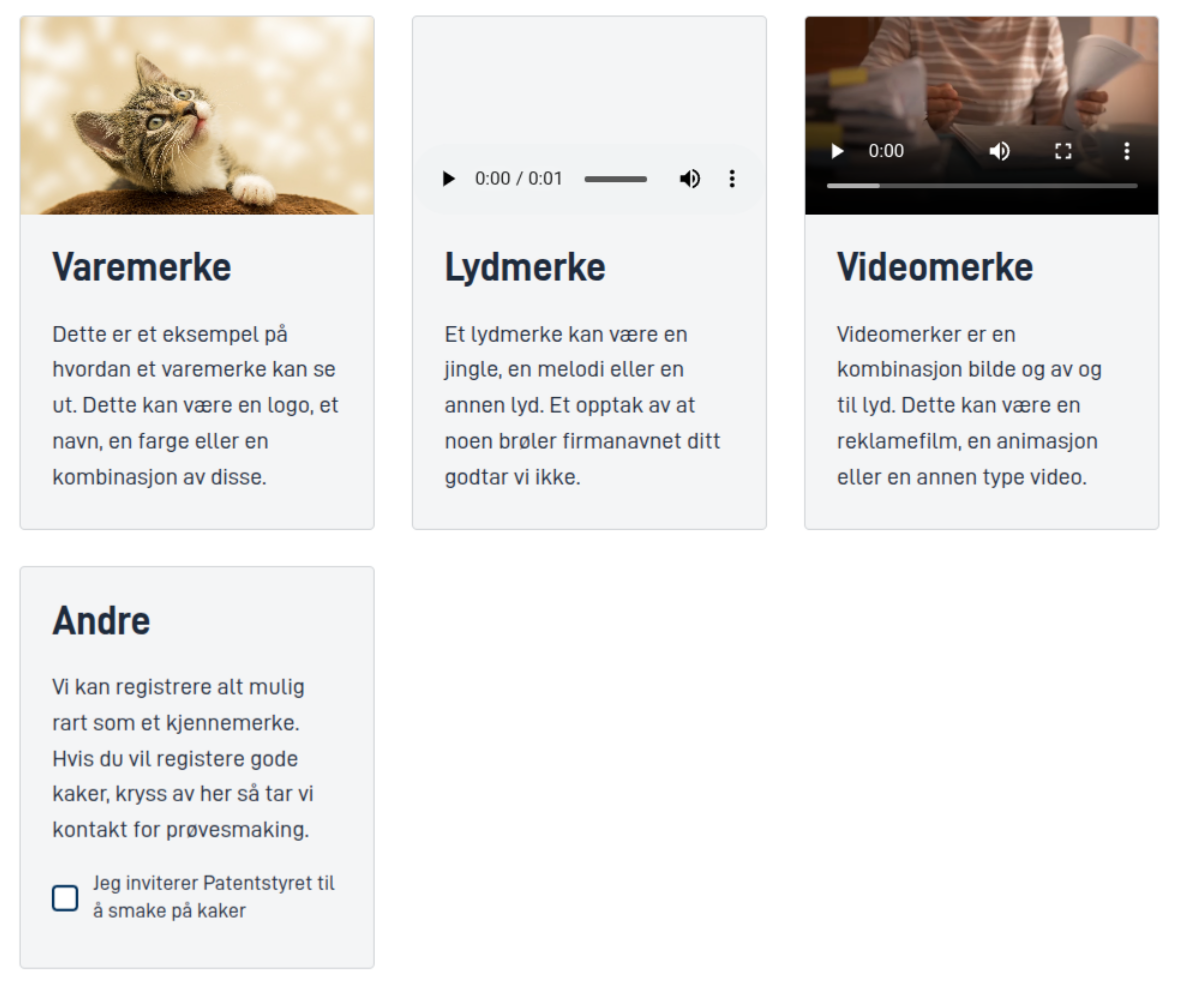 Varemerke
Dette er et eksempel på
hvordan et varemerke kan se
ut. Dette kan være en logo, et
navn, en farge eller en
kombinasjon av disse.
0:00 / 0:01
Lydmerke
Et lydmerke kan være en
jingle, en melodi eller en
annen lyd. Et opptak av at
noen brøler firmanavnet ditt
godtar vi ikke.
0:00
Videomerke
Videomerker er en
kombinasjon bilde og av og
til lyd. Dette kan være en
reklamefilm, en animasjon
eller en annen type video.
Andre
Vi kan registrere alt mulig
rart som et kjennemerke.
Hvis du vil registere gode
kaker, kryss av her så tar vi
kontakt for prøvesmaking.
Jeg inviterer Patentstyret til
å smake på kaker